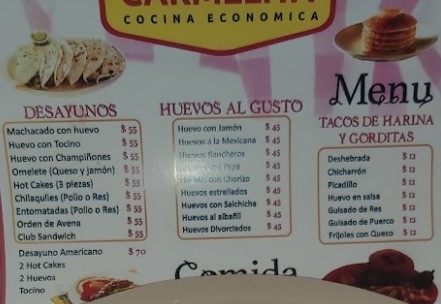 COCINA ECONOMICA
Menu
DESAYUNOS
Machacado con huevo $55
Huevo con Tocino $55
Huevo con Champiñones $55
Omelete (Queso y jamón) $55
Hot Cakes (3 piezas) $55
Chilaquiles (Pollo o Res) $55
Entomatadas (Pollo o Res) $55
Orden de Avena $55
Club Sandwich $55
Desayuno Americano $70
2 Hot Cakes
2 Huevos
Tocino
HUEVOS AL GUSTO
Huevo con Jamón $45
Huevos a la Mexicana $45
Huevos Rancheros $45
$45
Huevo con Chorizo $45
Huevos estrellados $45
Huevos con Salchicha $45
Huevos al albañil $45
Huevos Divorciados $45
TACOS DE HARINA
Y GORDITAS
Deshebrada $12
Chicharrón $12
Picadillo $12
Huevo en salsa $12
Guisado de Res $12
Guisado de Puerco $12
Frijoles con Queso $12
Comida